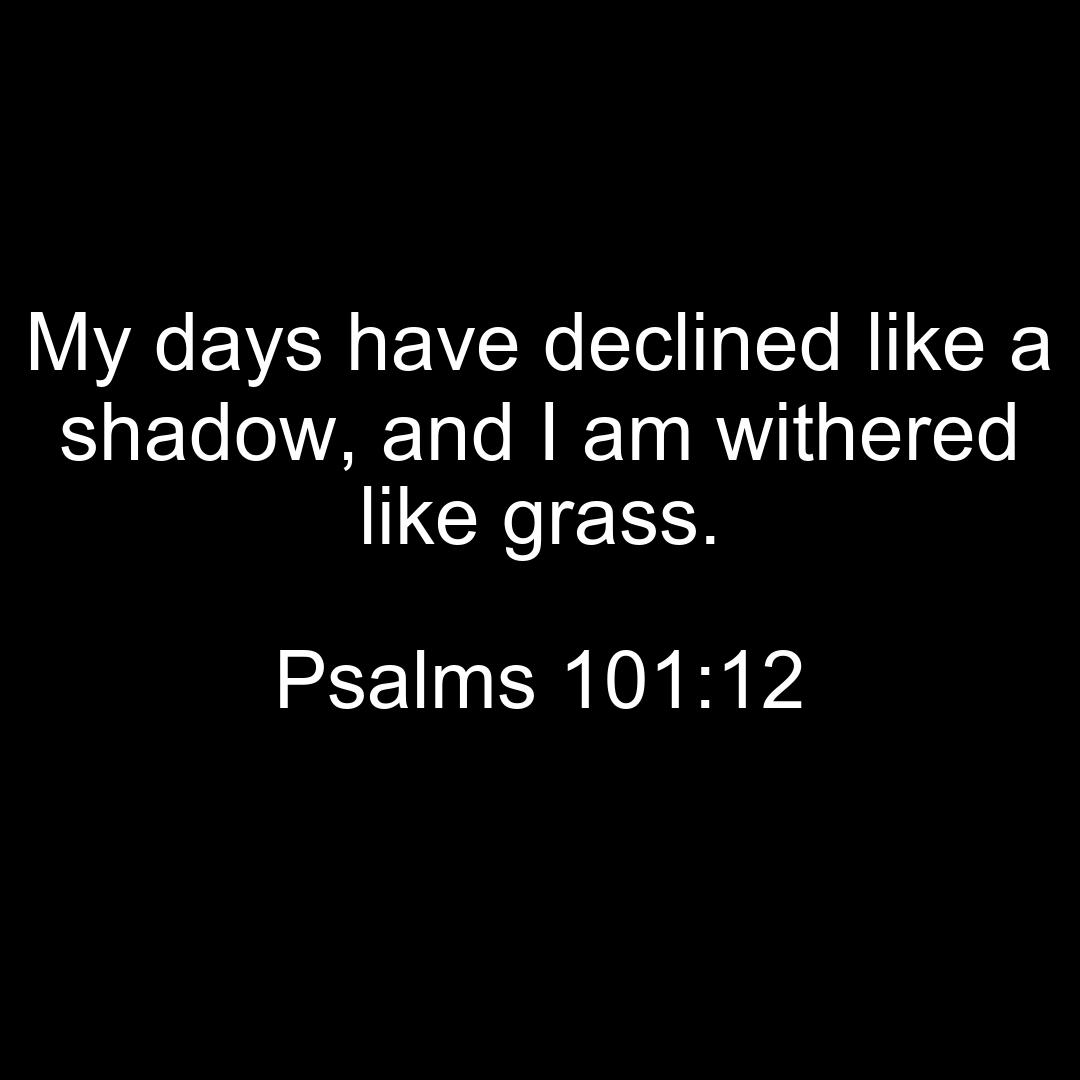 My days have declined like a
shadow, and I am withered
like grass.
Psalms 101:12